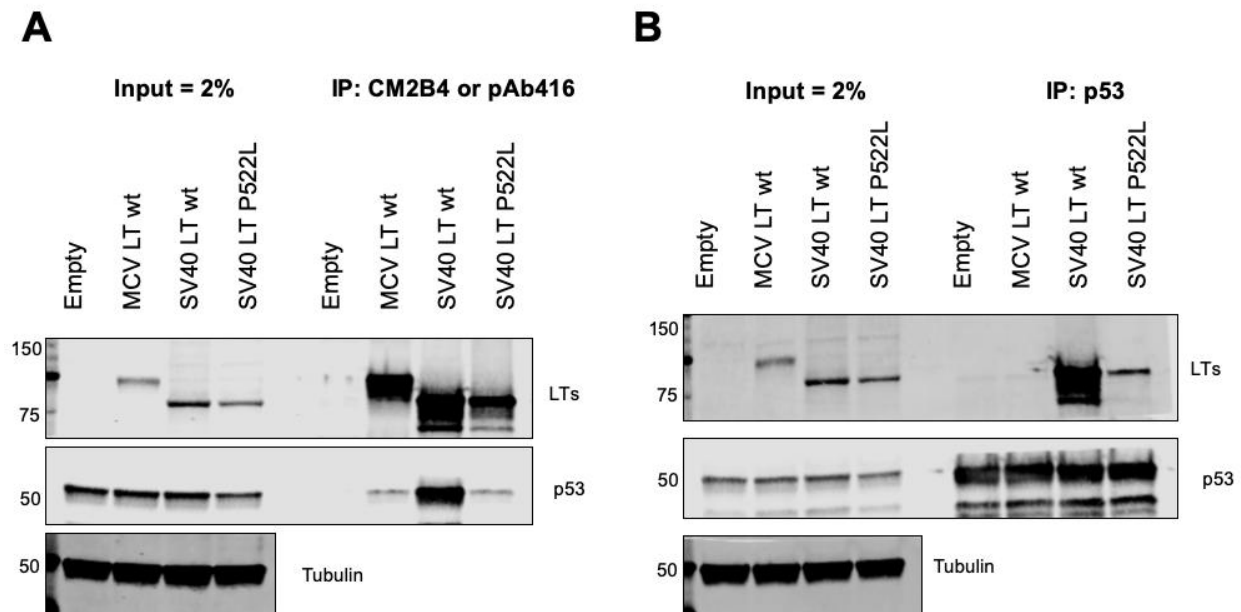 A
Input = 2%
IP: CM2B4 or pAb416
Empty
MCV LT wt
SV40 LT wt
SV40 LT P522L
Empty
MCV LT wt
SV40 LT wt
SV40 LT P522L
150
75
LTs
50
p53
50
Tubulin
B
Input = 2%
IP: p53
Empty
MCV LT wt
SV40 LT wt
SV40 LT P522L
Empty
MCV LT wt
SV40 LT wt
SV40 LT P522L
150
75
LTs
50
p53
50
Tubulin